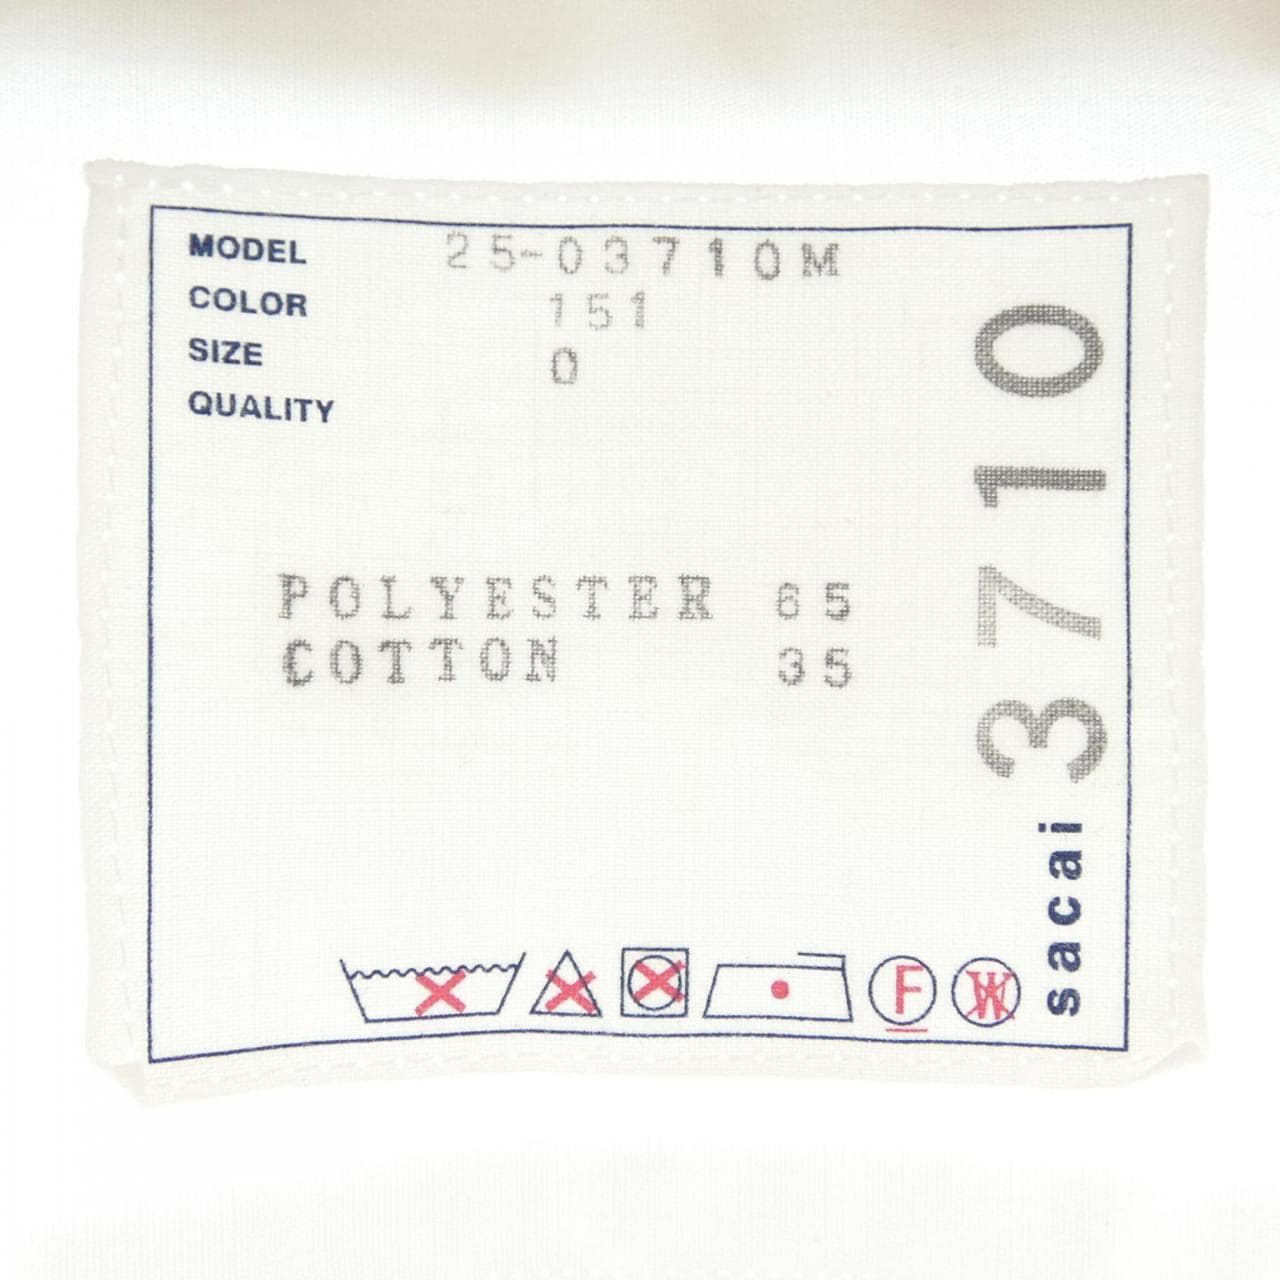 MODEL 25-03710M
COLOR 151
SIZE 0
QUALITY
POLYESTER 65
COTTON 35
F
W
sacai 3710